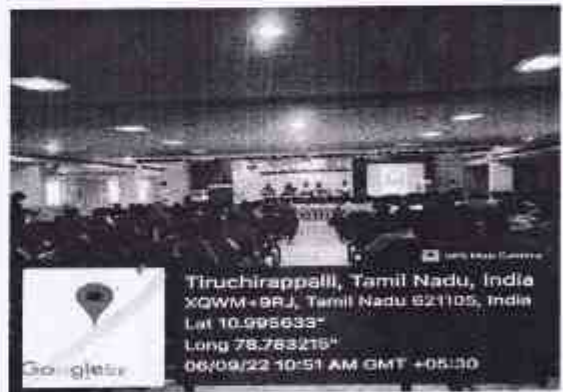 GPS Map Camera
Tiruchirappalli, Tamil Nadu, India
XQWM+9RJ, Tamil Nadu 621105, India
Lat 10.995633°
Long 78.783215°
06/09/22 10:51 AM GMT +05:30
Google